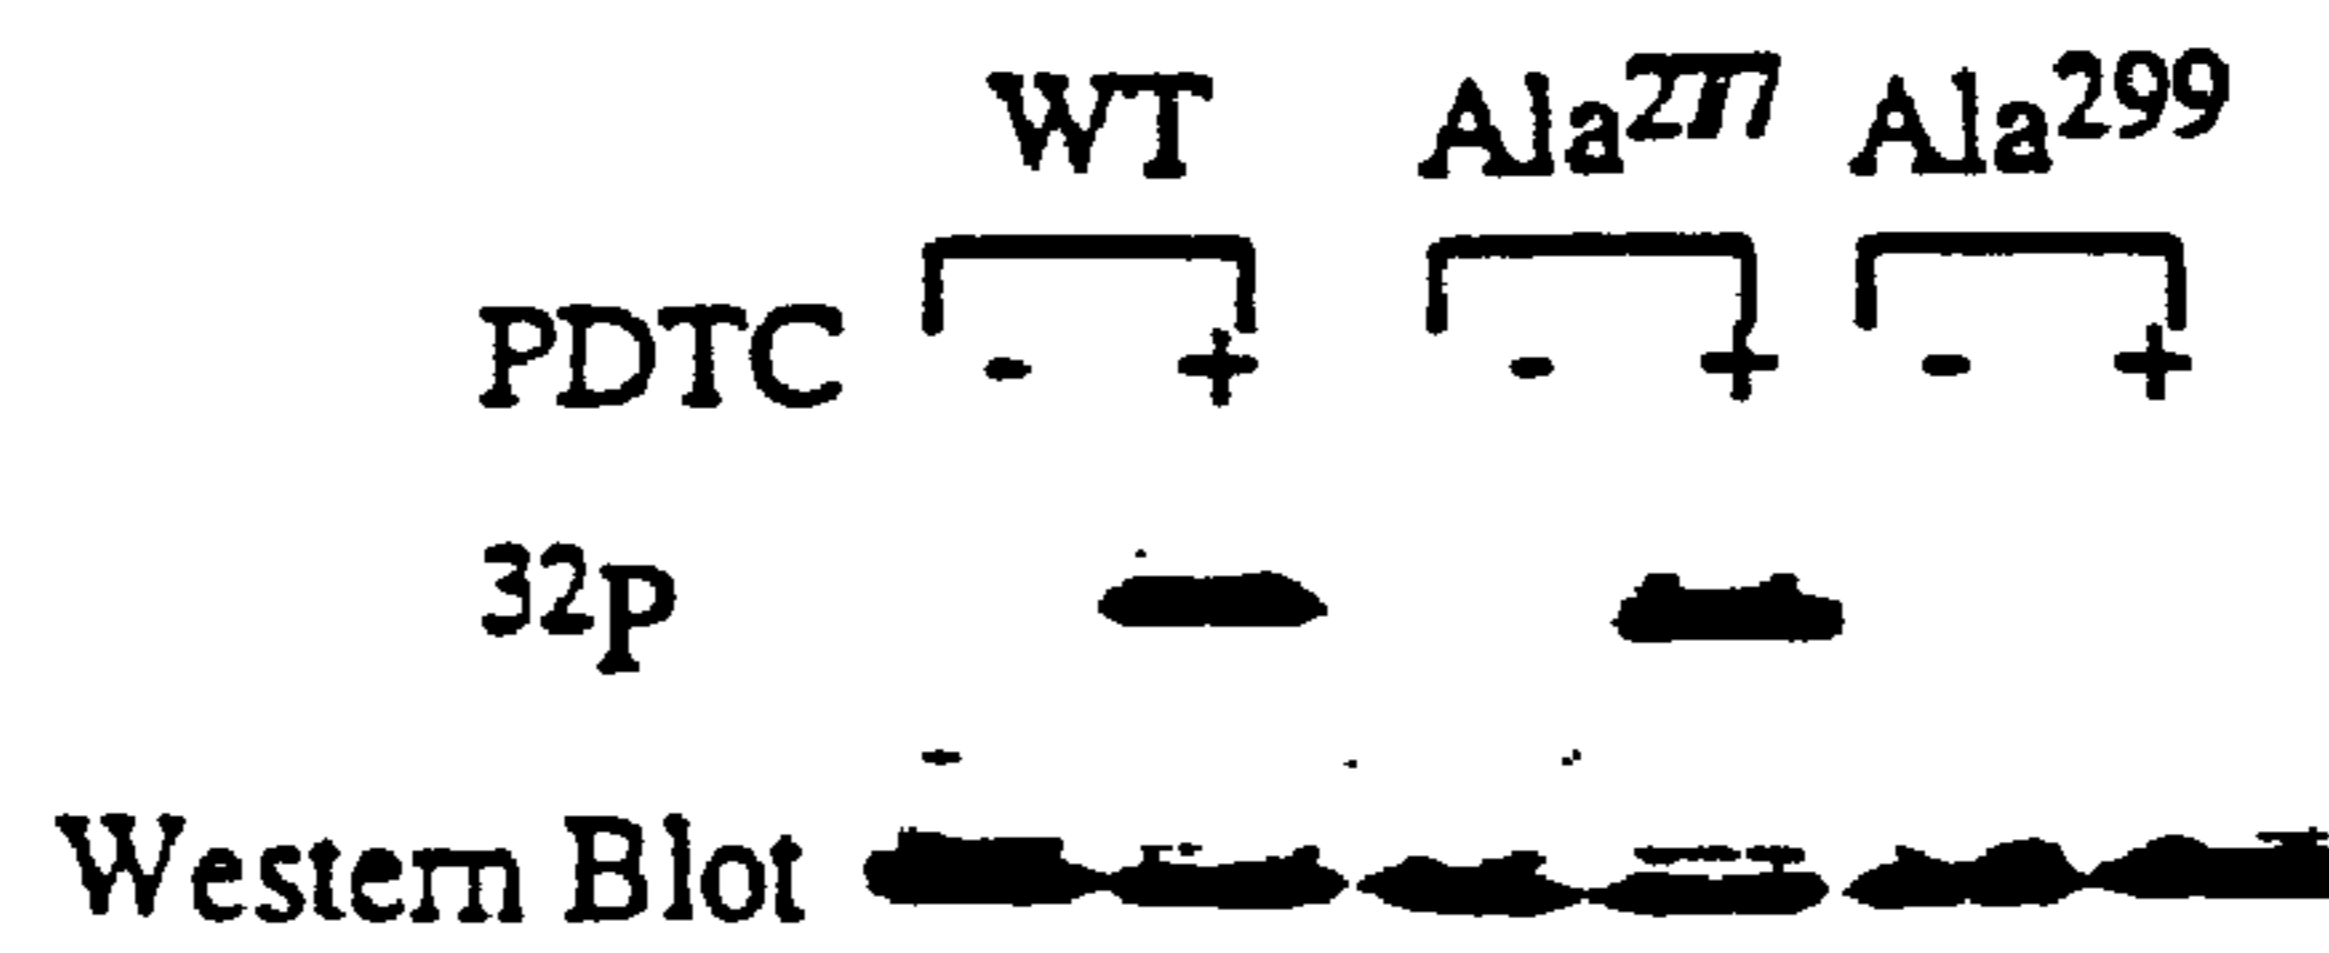 WT Ala²⁷⁷ Ala²⁹⁹
PDTC - + - + - +
³²P
Western Blot